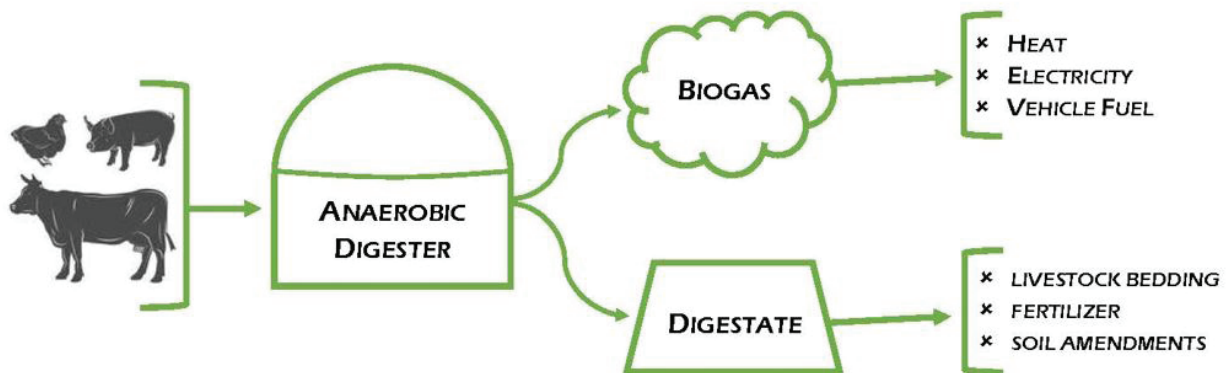 ANAEROBIC
DIGESTER
BIOGAS
× HEAT
× ELECTRICITY
× VEHICLE FUEL
DIGESTATE
× LIVESTOCK BEDDING
× FERTILIZER
× SOIL AMENDMENTS